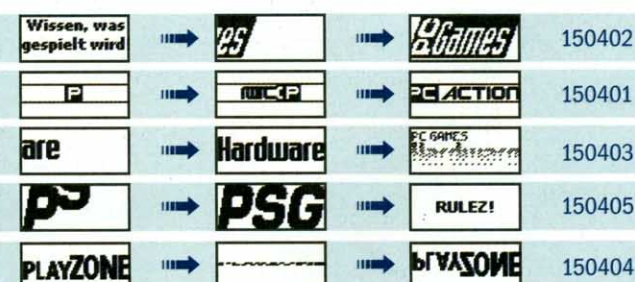 Wissen, was
gespielt wird
es
PC Games
150402
P
PC ACTION
150401
are
Hardware
PC GAMES
150403
PS
PSG
RULEZ!
150405
PLAYZONE
PLAYZONE
150404